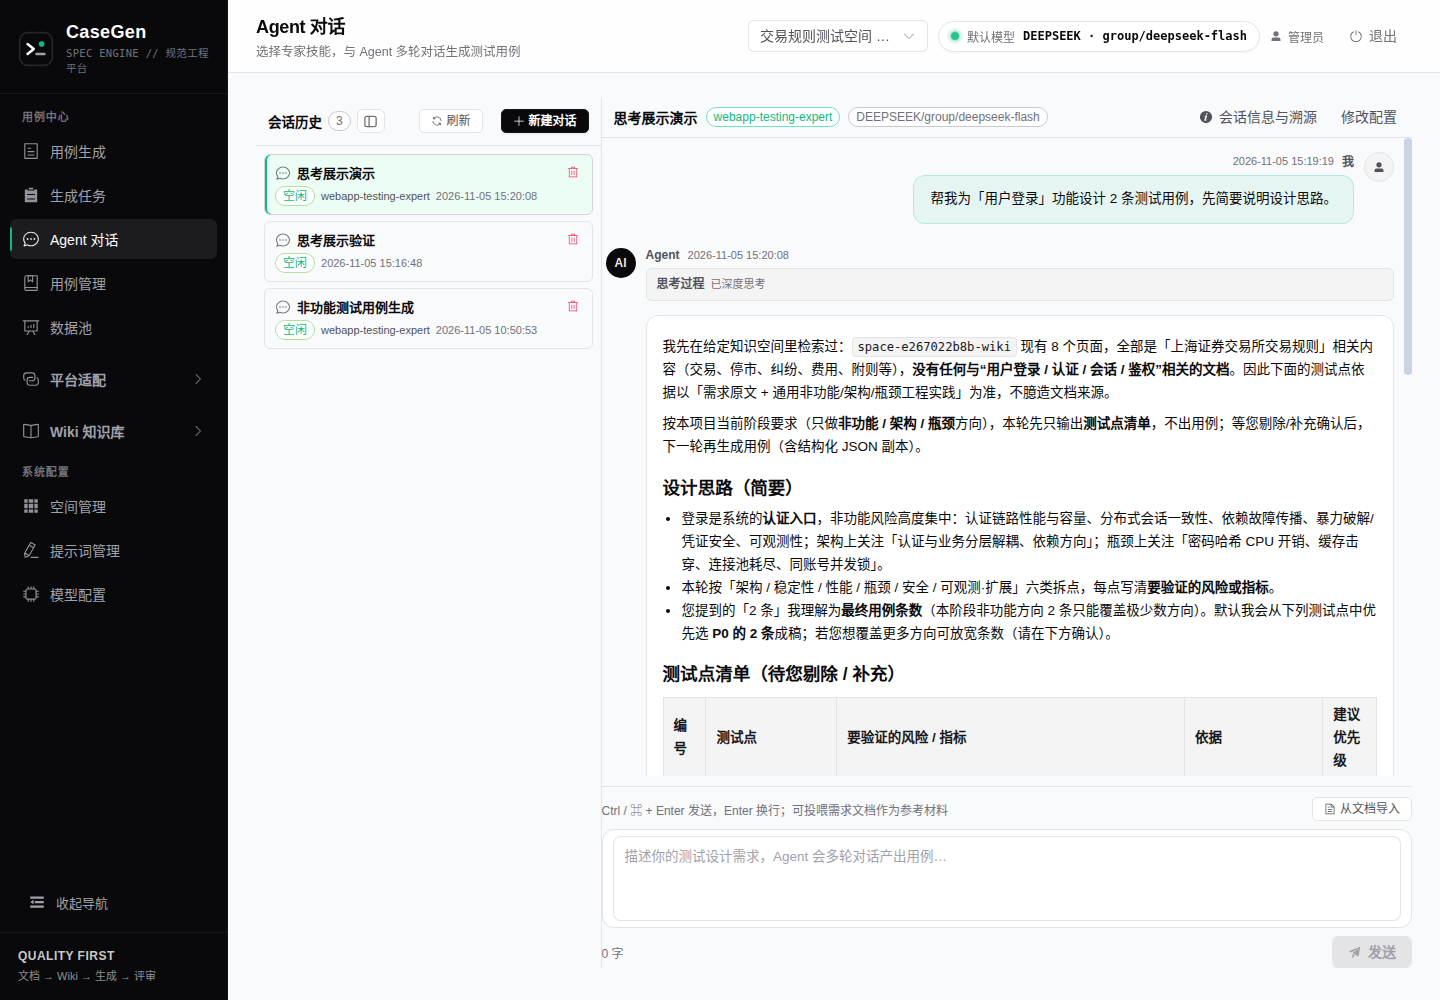 CaseGen
SPEC ENGINE // 规范工程
平台
用例中心
用例生成
生成任务
Agent 对话
用例管理
数据池
平台适配
Wiki 知识库
系统配置
空间管理
提示词管理
模型配置
收起导航
QUALITY FIRST
文档 → Wiki → 生成 → 评审
Agent 对话
选择专家技能，与 Agent 多轮对话生成测试用例
交易规则测试空间 ...
默认模型 DEEPSEEK · group/deepseek-flash
管理员
退出
会话历史 3
刷新
新建对话
思考展示演示
空闲 webapp-testing-expert 2026-11-05 15:20:08
思考展示验证
空闲 2026-11-05 15:16:48
非功能测试用例生成
空闲 webapp-testing-expert 2026-11-05 10:50:53
思考展示演示 webapp-testing-expert DEEPSEEK/group/deepseek-flash
会话信息与溯源
修改配置
2026-11-05 15:19:19 我
帮我为「用户登录」功能设计 2 条测试用例，先简要说明设计思路。
AI
Agent 2026-11-05 15:20:08
思考过程 已深度思考
我先在给定知识空间里检索过：space-e267022b8b-wiki 现有 8 个页面，全部是「上海证券交易所交易规则」相关内
容（交易、停市、纠纷、费用、附则等），没有任何与“用户登录 / 认证 / 会话 / 鉴权”相关的文档。因此下面的测试点依
据以「需求原文 + 通用非功能/架构/瓶颈工程实践」为准，不臆造文档来源。
按本项目当前阶段要求（只做非功能 / 架构 / 瓶颈方向），本轮先只输出测试点清单，不出用例；等您剔除/补充确认后，
下一轮再生成用例（含结构化 JSON 副本）。
设计思路（简要）
• 登录是系统的认证入口，非功能风险高度集中：认证链路性能与容量、分布式会话一致性、依赖故障传播、暴力破解/
凭证安全、可观测性；架构上关注「认证与业务分层解耦、依赖方向」；瓶颈上关注「密码哈希 CPU 开销、缓存击
穿、连接池耗尽、同账号并发锁」。
• 本轮按「架构 / 稳定性 / 性能 / 瓶颈 / 安全 / 可观测·扩展」六类拆点，每点写清要验证的风险或指标。
• 您提到的「2 条」我理解为最终用例条数（本阶段非功能方向 2 条只能覆盖极少数方向）。默认我会从下列测试点中优
先选 P0 的 2 条成稿；若您想覆盖更多方向可放宽条数（请在下方确认）。
测试点清单（待您剔除 / 补充）
编
号
测试点
要验证的风险 / 指标
依据
建议
优先
级
Ctrl / ⌘ + Enter 发送，Enter 换行；可投喂需求文档作为参考材料
从文档导入
描述你的测试设计需求，Agent 会多轮对话产出用例…
0 字
发送